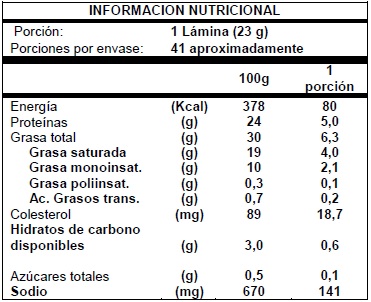 INFORMACION NUTRICIONAL
Porción: 1 Lámina (23 g)
Porciones por envase: 41 aproximadamente
100g 1 porción
Energía (Kcal) 378 80
Proteínas (g) 24 5,0
Grasa total (g) 30 6,3
Grasa saturada (g) 19 4,0
Grasa monoinsat. (g) 10 2,1
Grasa poliinsat. (g) 0,3 0,1
Ac. Grasos trans. (g) 0,7 0,2
Colesterol (mg) 89 18,7
Hidratos de carbono
disponibles (g) 3,0 0,6
Azúcares totales (g) 0,5 0,1
Sodio (mg) 670 141